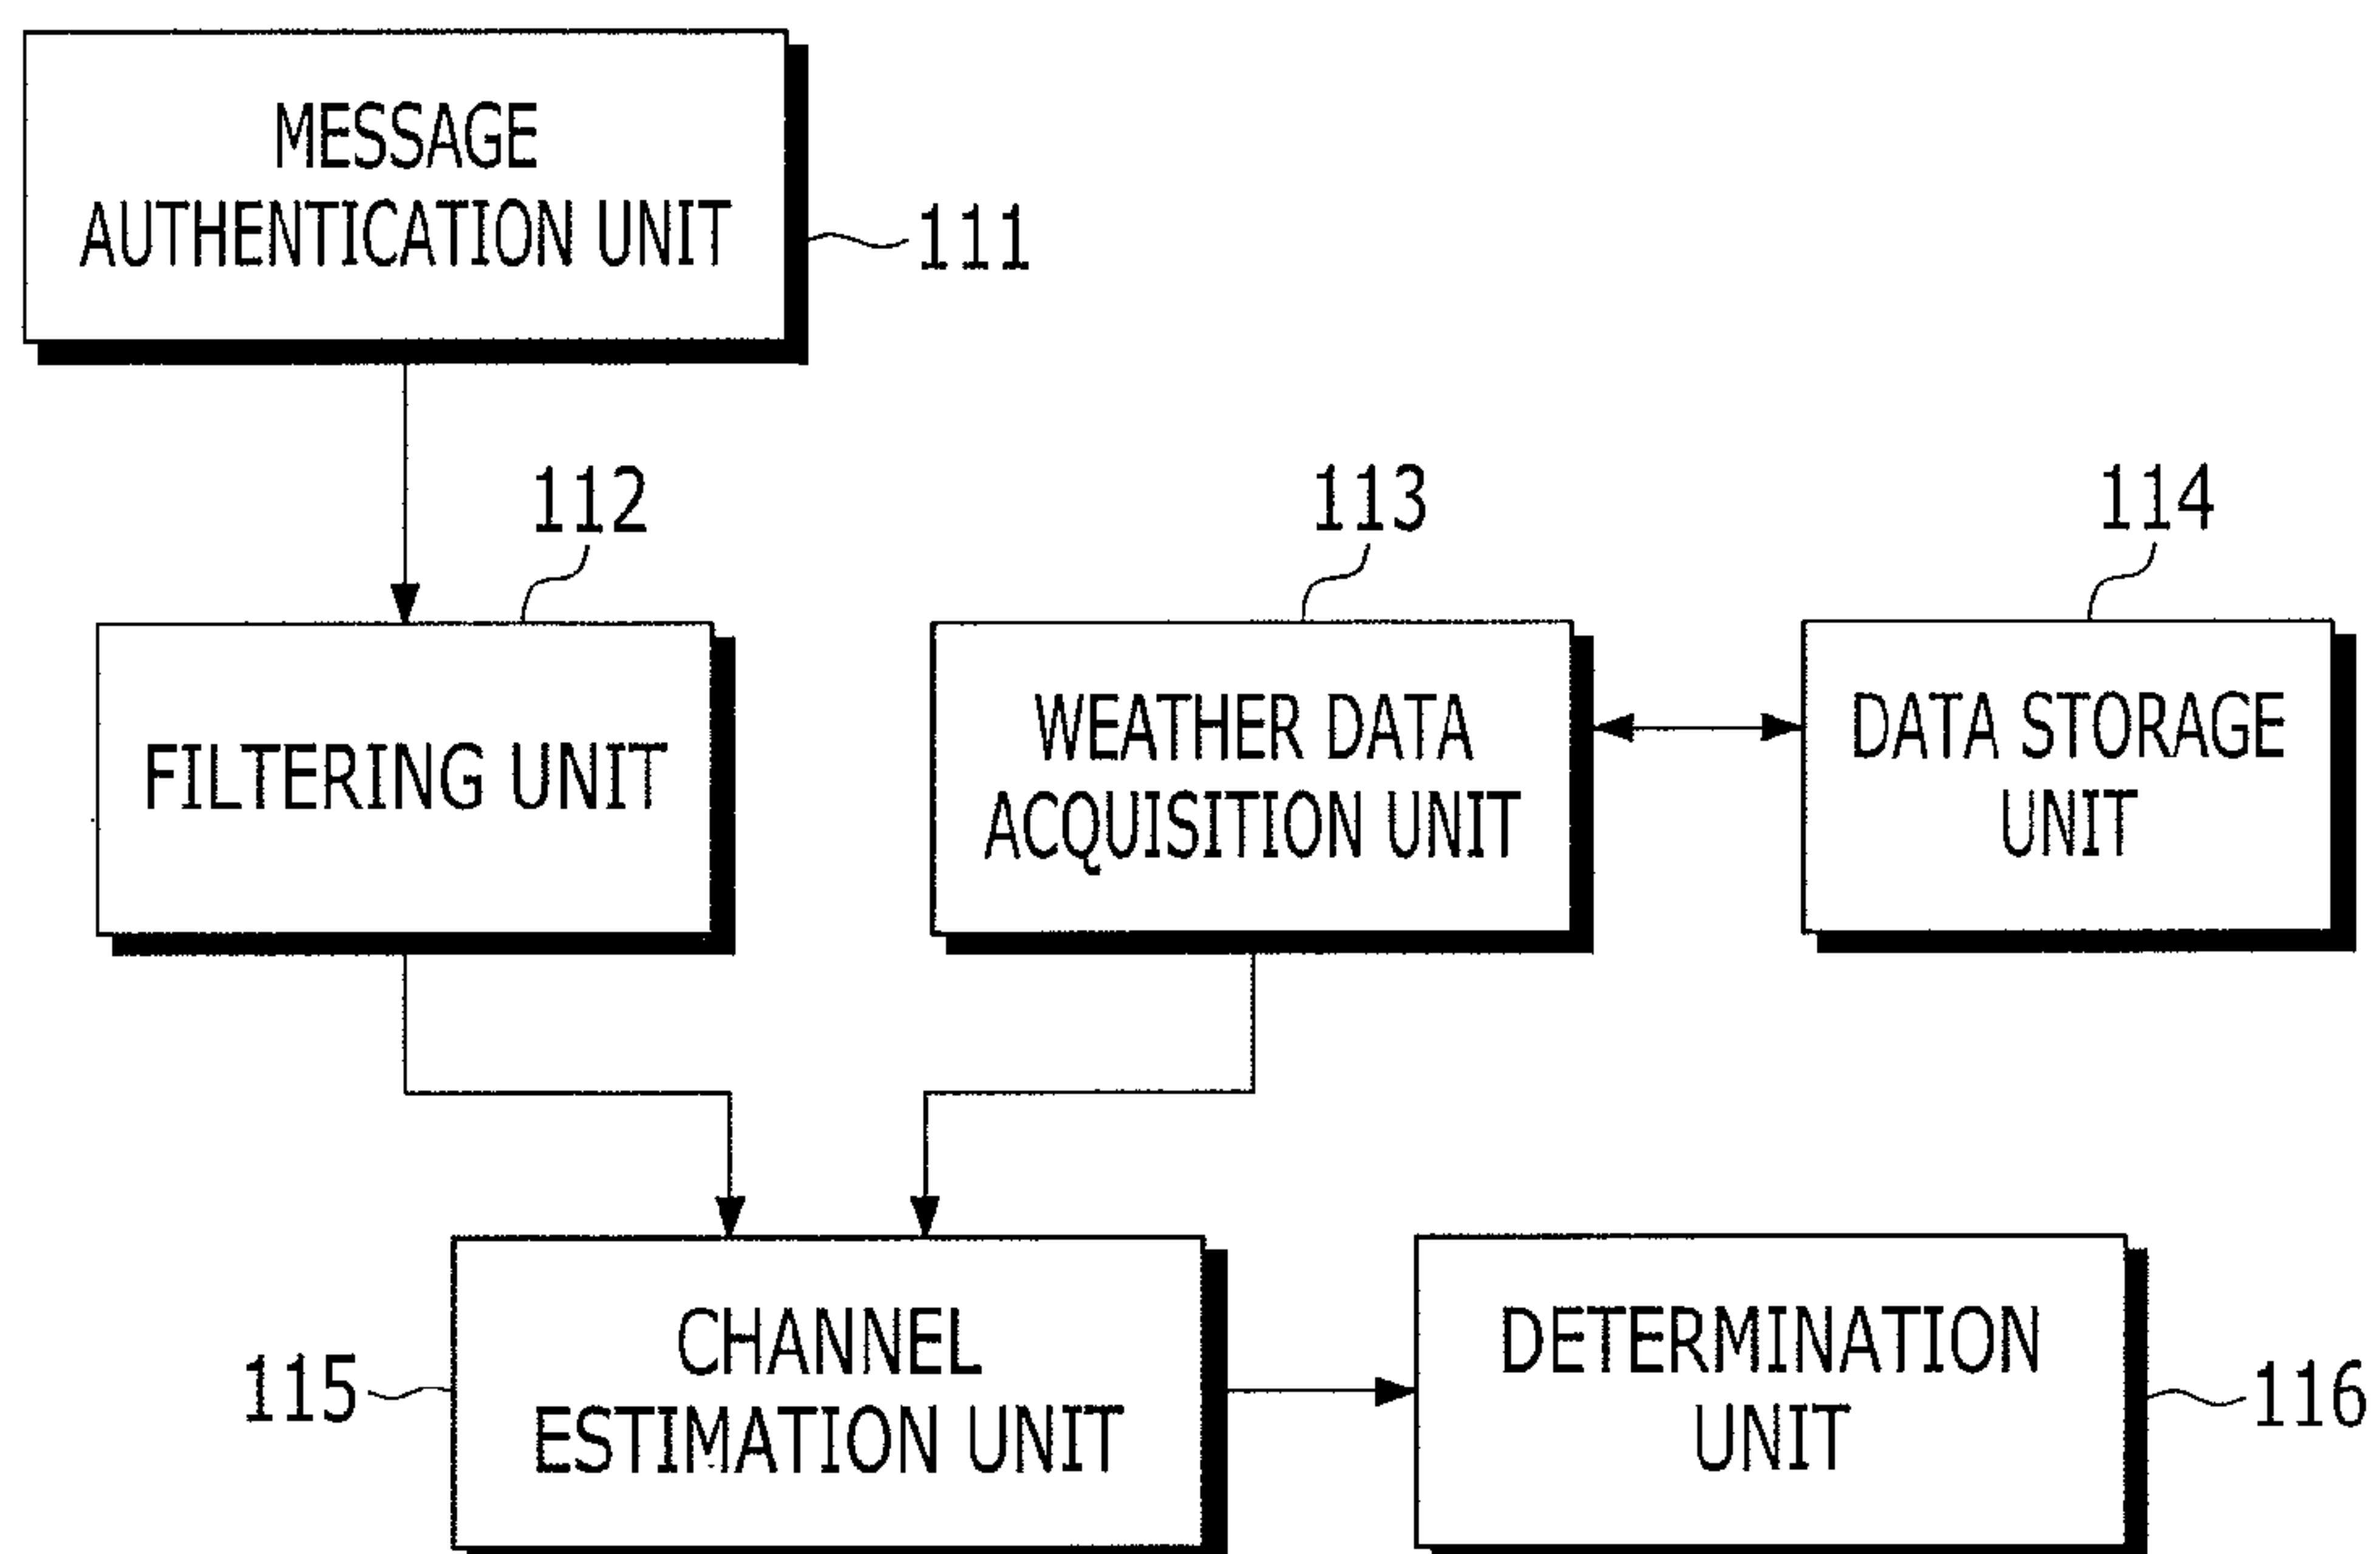 MESSAGE
AUTHENTICATION UNIT
111
112
113
114
FILTERING UNIT
WEATHER DATA
ACQUISITION UNIT
DATA STORAGE
UNIT
115
CHANNEL
ESTIMATION UNIT
DETERMINATION
UNIT
116